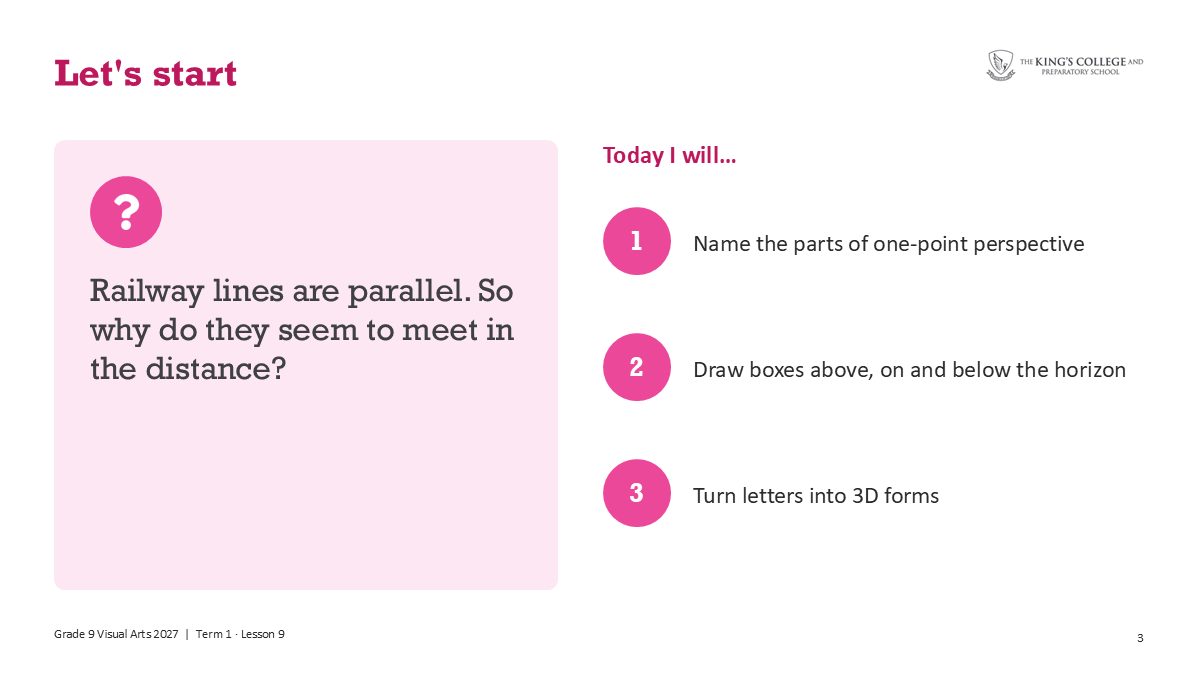 Let's start
THE KING'S COLLEGE AND
PREPARATORY SCHOOL
?
Railway lines are parallel. So
why do they seem to meet in
the distance?
Today I will...
1
Name the parts of one-point perspective
2
Draw boxes above, on and below the horizon
3
Turn letters into 3D forms
Grade 9 Visual Arts 2027 | Term 1 · Lesson 9
3